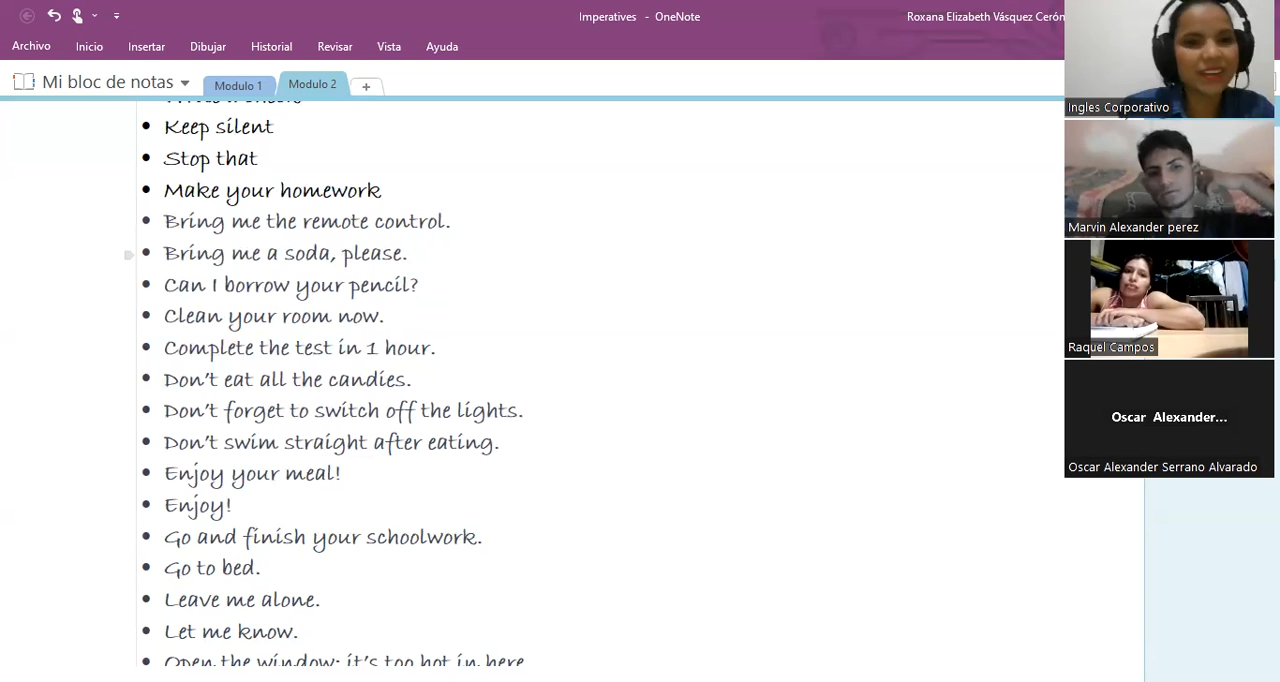 Imperatives - OneNote
Roxana Elizabeth Vásquez Cerón
Archivo Inicio Insertar Dibujar Historial Revisar Vista Ayuda
Mi bloc de notas Modulo 1 Modulo 2 +
• Keep silent
• Stop that
• Make your homework
• Bring me the remote control.
• Bring me a soda, please.
• Can I borrow your pencil?
• Clean your room now.
• Complete the test in 1 hour.
• Don't eat all the candies.
• Don't forget to switch off the lights.
• Don't swim straight after eating.
• Enjoy your meal!
• Enjoy!
• Go and finish your schoolwork.
• Go to bed.
• Leave me alone.
• Let me know.
• Open the window; it's too hot in here
Ingles Corporativo
Marvin Alexander perez
Raquel Campos
Oscar Alexander...
Oscar Alexander Serrano Alvarado